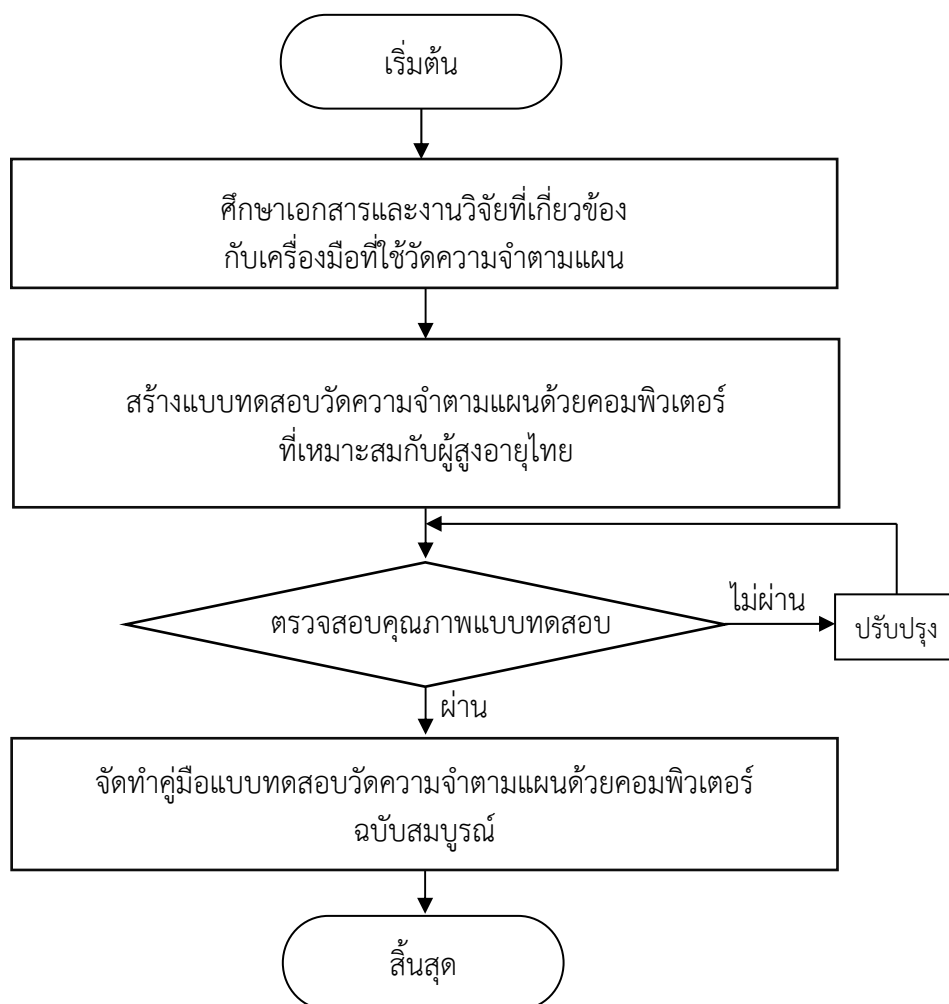 เริ่มต้น
ศึกษาเอกสารและงานวิจัยที่เกี่ยวข้อง
กับเครื่องมือที่ใช้วัดความจำตามแผน
สร้างแบบทดสอบวัดความจำตามแผนด้วยคอมพิวเตอร์
ที่เหมาะสมกับผู้สูงอายุไทย
ตรวจสอบคุณภาพแบบทดสอบ
ไม่ผ่าน
ปรับปรุง
ผ่าน
จัดทำคู่มือแบบทดสอบวัดความจำตามแผนด้วยคอมพิวเตอร์
ฉบับสมบูรณ์
สิ้นสุด